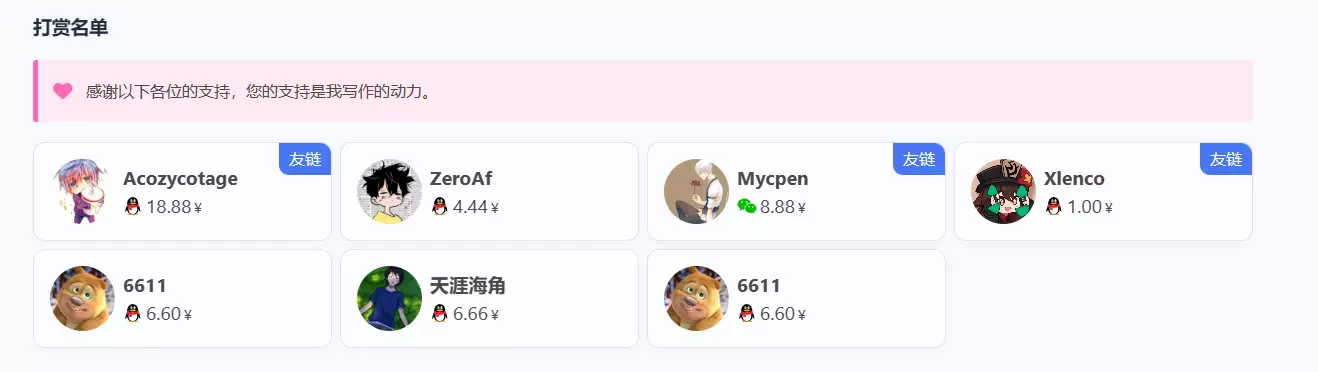 打赏名单
感谢以下各位的支持，您的支持是我写作的动力。
友链
Acozycotage
18.88¥
ZeroAf
4.44¥
友链
Mycpen
8.88¥
友链
Xlenco
1.00¥
6611
6.60¥
天涯海角
6.66¥
6611
6.60¥